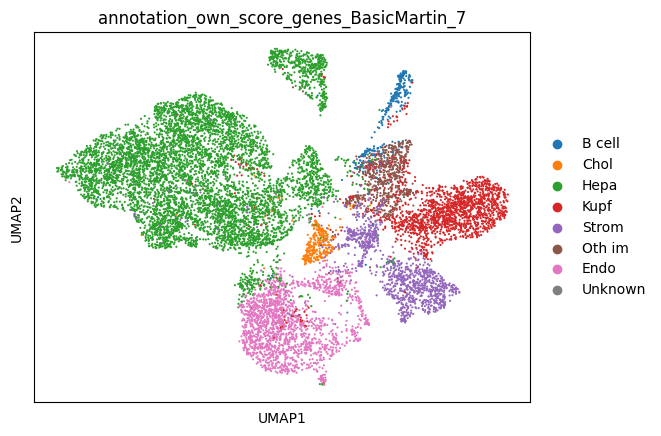 annotation_own_score_genes_BasicMartin_7
UMAP2
UMAP1
B cell
Chol
Hepa
Kupf
Strom
Oth im
Endo
Unknown